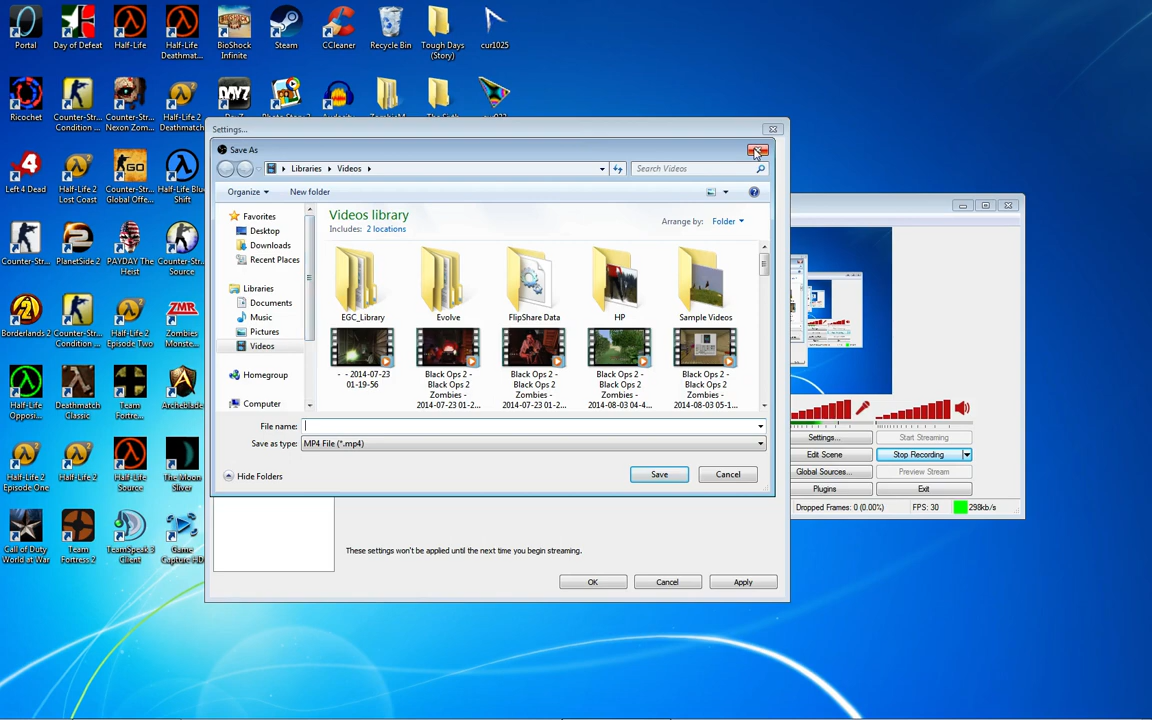 Portal
Day of Defeat
Half-Life
Half-Life
Deathmat...
BioShock
Infinite
Steam
CCleaner
Recycle Bin
Tough Days
(Story)
cur1025
Ricochet
Counter-Str...
Condition ...
Counter-Str...
Nexon Zom...
Half-Life 2
Deathmatch
DAYZ
Left 4 Dead
Half-Life 2
Lost Coast
Counter-Str...
Global Offe...
Half-Life Blu
Shift
Counter-Str...
PlanetSide 2
PAYDAY The
Heist
Counter-Str
Source
Borderlands 2
Counter-Str...
Condition ...
Half-Life 2
Episode Two
ZMR
Zombies
Monste...
Half-Life
Opposi...
Deathmatch
Classic
Team
Fortre...
Archeblade
Half-Life 2
Episode One
Half-Life 2
Half-Life
Source
The Moon
Sliver
Call of Duty
World at War
Team
Fortress 2
TeamSpeak 3
Client
Game
Capture HD
Settings...
Save As
Libraries
Videos
Search Videos
Organize
New folder
Favorites
Desktop
Downloads
Recent Places
Libraries
Documents
Music
Pictures
Videos
Homegroup
Computer
Videos library
Includes: 2 locations
Arrange by: Folder
EGC_Library
Evolve
FlipShare Data
HP
Sample Videos
- - 2014-07-23
01-19-56
Black Ops 2 -
Black Ops 2
Zombies -
2014-07-23 01-2...
Black Ops 2 -
Black Ops 2
Zombies -
2014-07-23 01-2...
Black Ops 2 -
Black Ops 2
Zombies -
2014-08-03 04-4...
Black Ops 2 -
Black Ops 2
Zombies -
2014-08-03 05-1...
File name:
Save as type: MP4 File (*.mp4)
Hide Folders
Save
Cancel
These settings won't be applied until the next time you begin streaming.
OK
Cancel
Apply
Settings...
Start Streaming
Edit Scene
Stop Recording
Global Sources...
Preview Stream
Plugins
Exit
Dropped Frames: 0 (0.00%)
FPS: 30
298kb/s